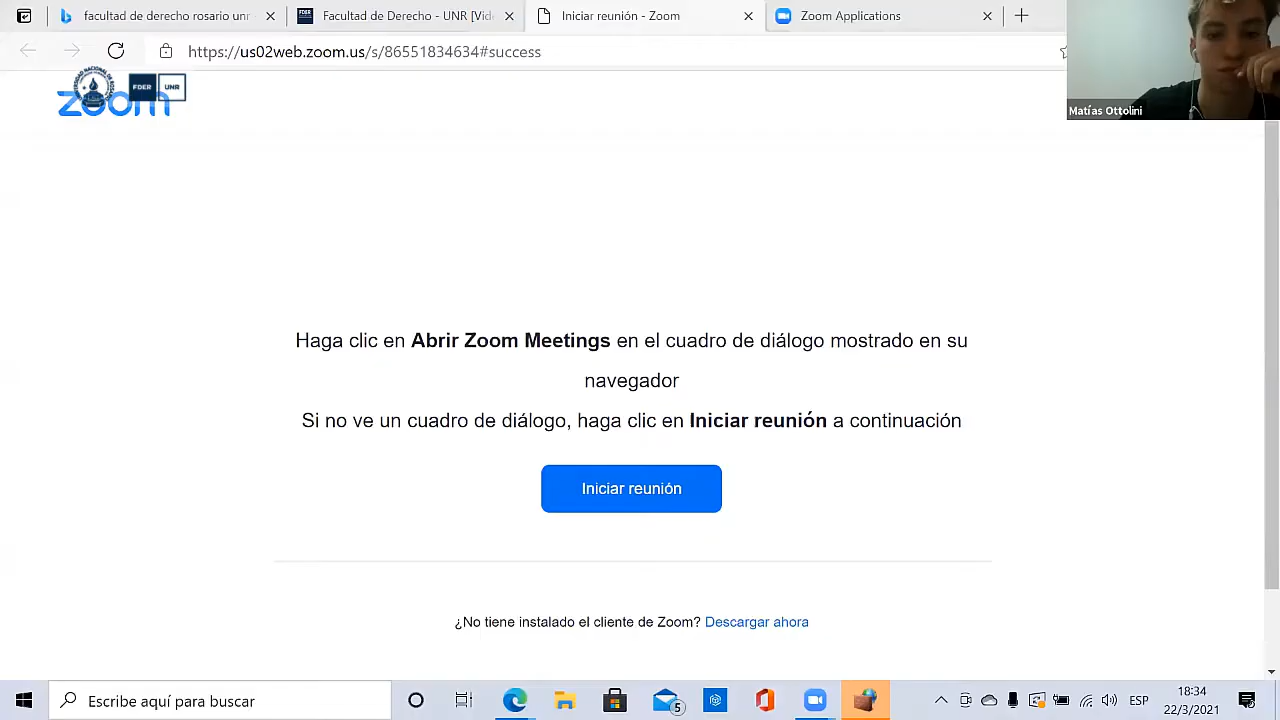 facultad de derecho rosario unr
Facultad de Derecho - UNR [Vid
Iniciar reunión - Zoom
Zoom Applications
https://us02web.zoom.us/s/86551834634#success
FDER UNR
zoom
Matías Ottolini
Haga clic en Abrir Zoom Meetings en el cuadro de diálogo mostrado en su
navegador
Si no ve un cuadro de diálogo, haga clic en Iniciar reunión a continuación
Iniciar reunión
¿No tiene instalado el cliente de Zoom? Descargar ahora
Escribe aquí para buscar
5
ESP
18:34
22/3/2021